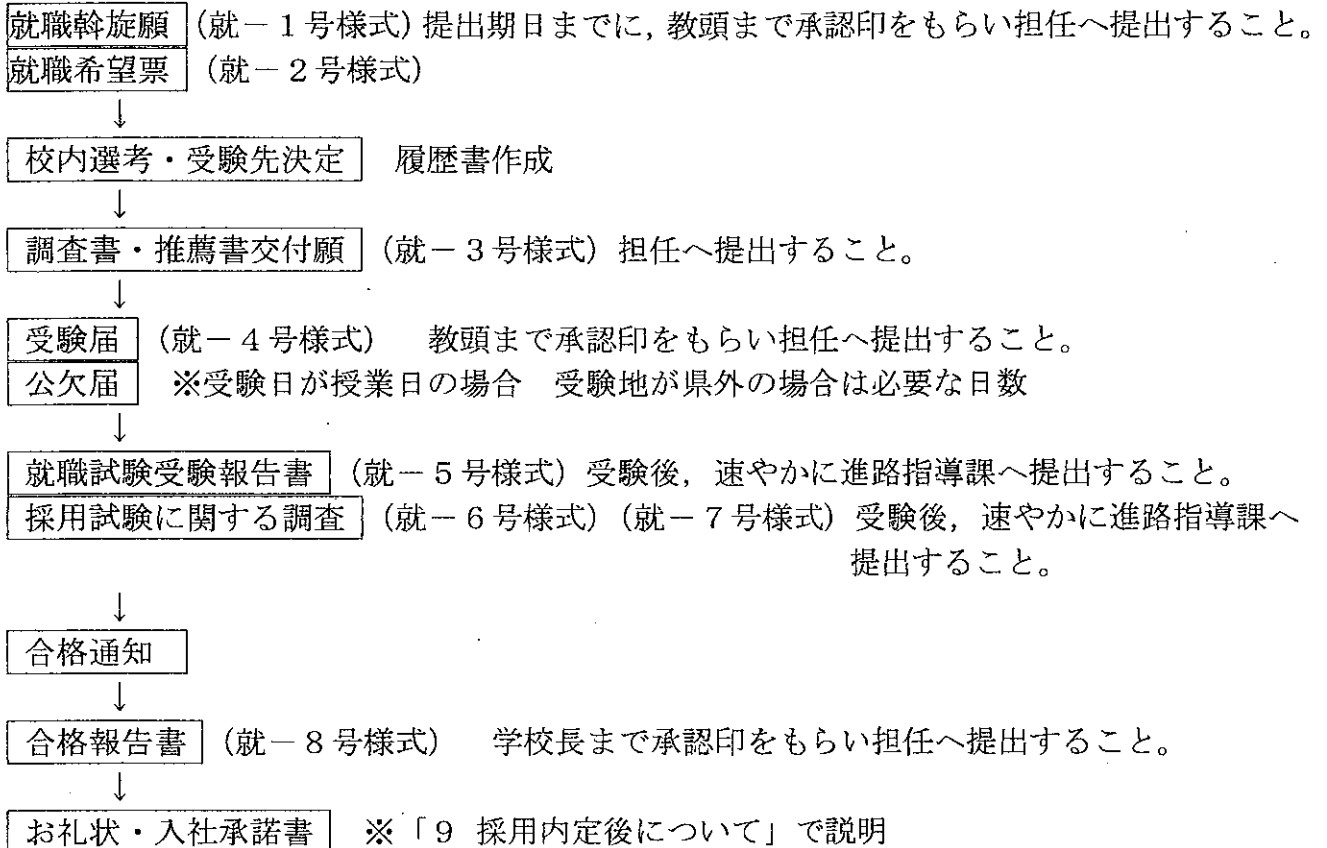 就職斡旋願 (就－１号様式) 提出期日までに，教頭まで承認印をもらい担任へ提出すること。
就職希望票 (就－２号様式)
↓
校内選考・受験先決定 履歴書作成
↓
調査書・推薦書交付願 (就－３号様式) 担任へ提出すること。
↓
受験届 (就－４号様式) 教頭まで承認印をもらい担任へ提出すること。
公欠届 ※受験日が授業日の場合 受験地が県外の場合は必要な日数
↓
就職試験受験報告書 (就－５号様式) 受験後，速やかに進路指導課へ提出すること。
採用試験に関する調査 (就－６号様式) (就－７号様式) 受験後，速やかに進路指導課へ
提出すること。
↓
合格通知
↓
合格報告書 (就－８号様式) 学校長まで承認印をもらい担任へ提出すること。
↓
お礼状・入社承諾書 ※「９ 採用内定後について」で説明